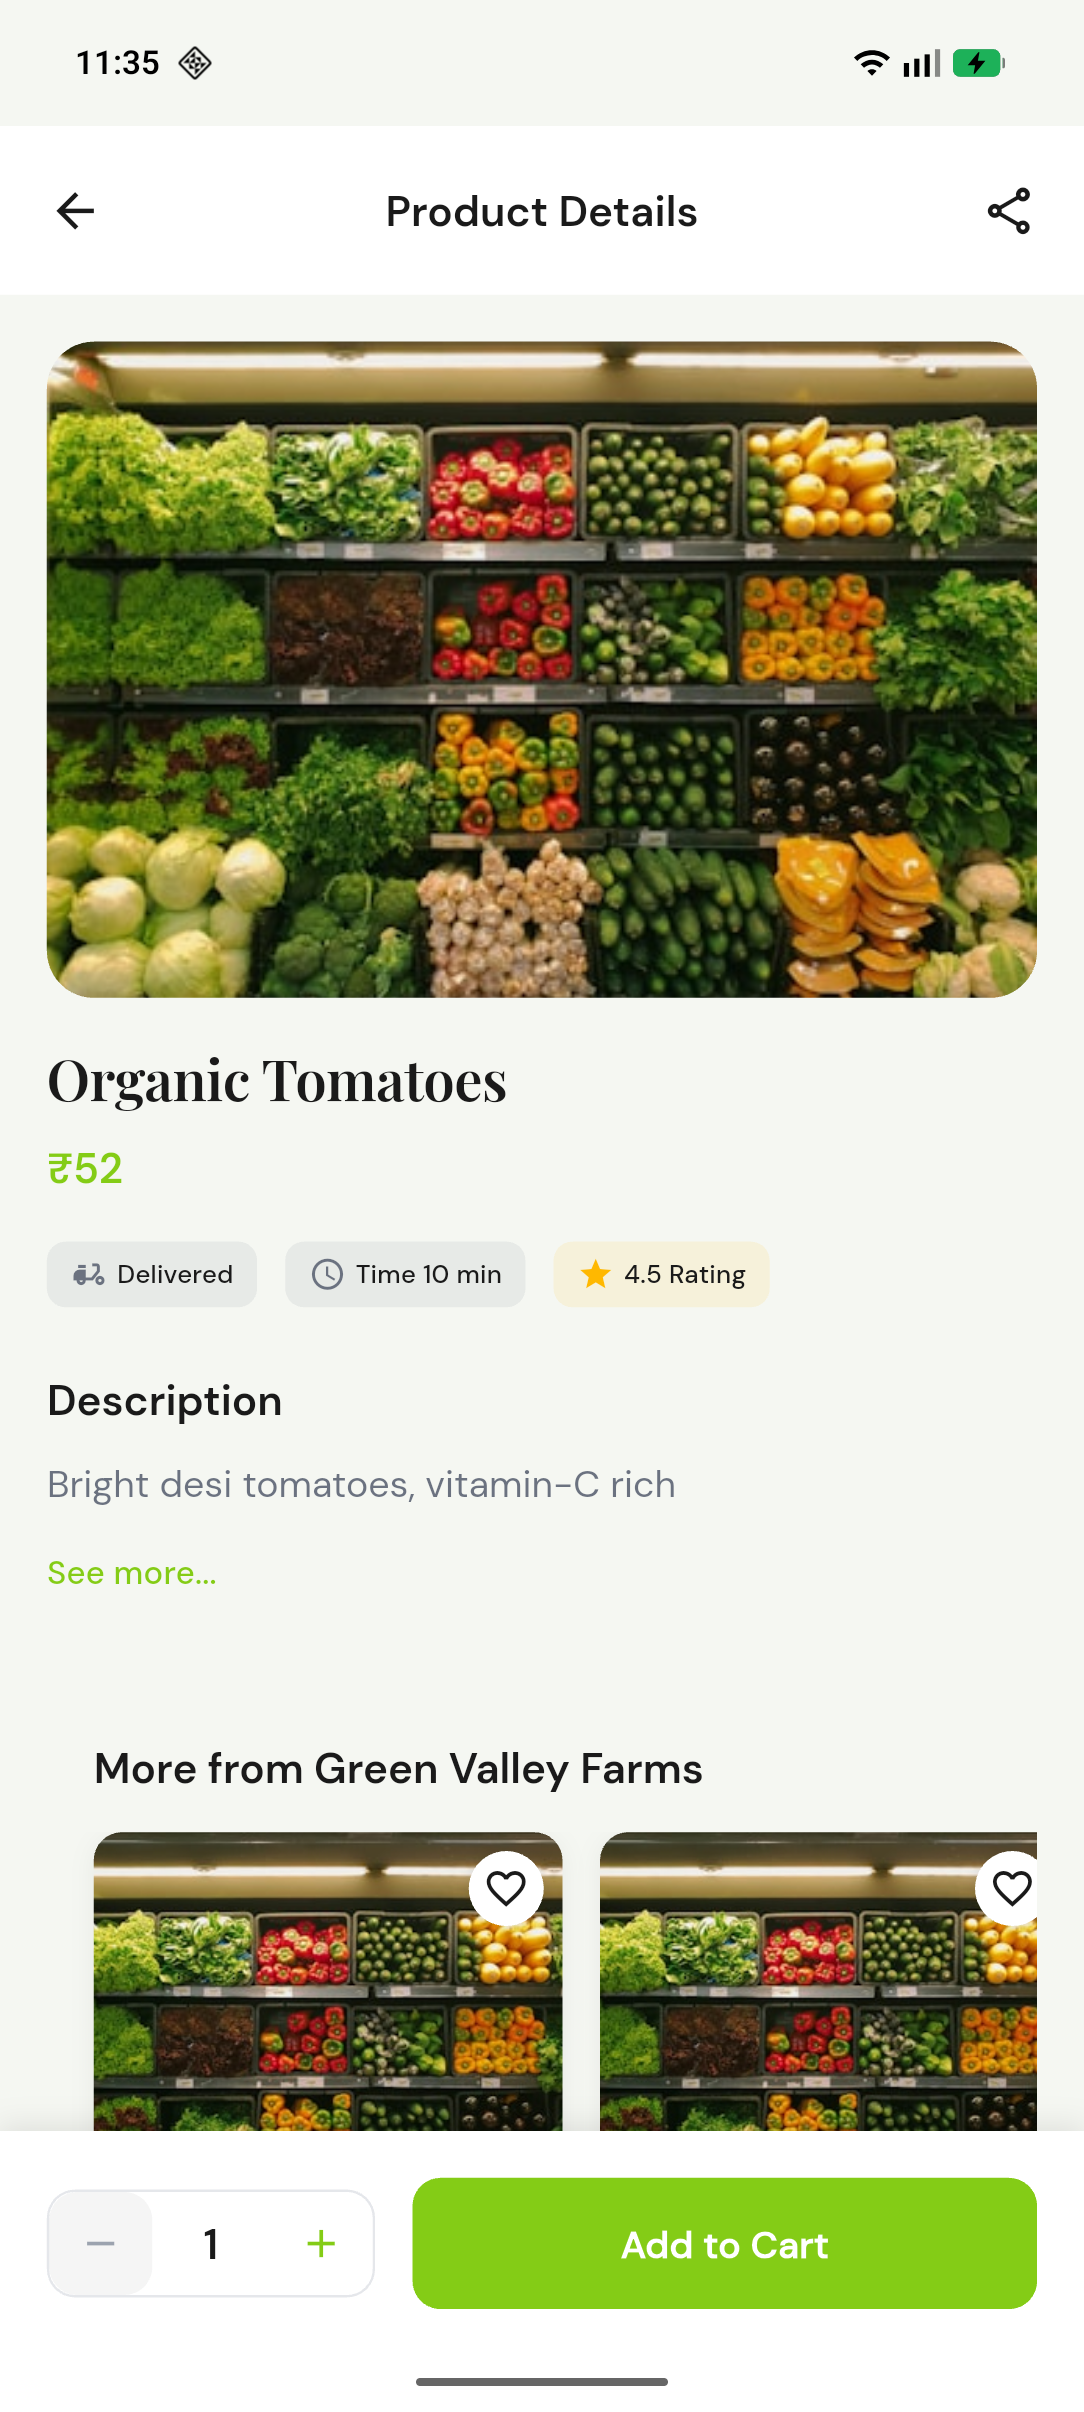 11:35
Product Details
Organic Tomatoes
₹52
Delivered
Time 10 min
4.5 Rating
Description
Bright desi tomatoes, vitamin-C rich
See more...
More from Green Valley Farms
1
Add to Cart